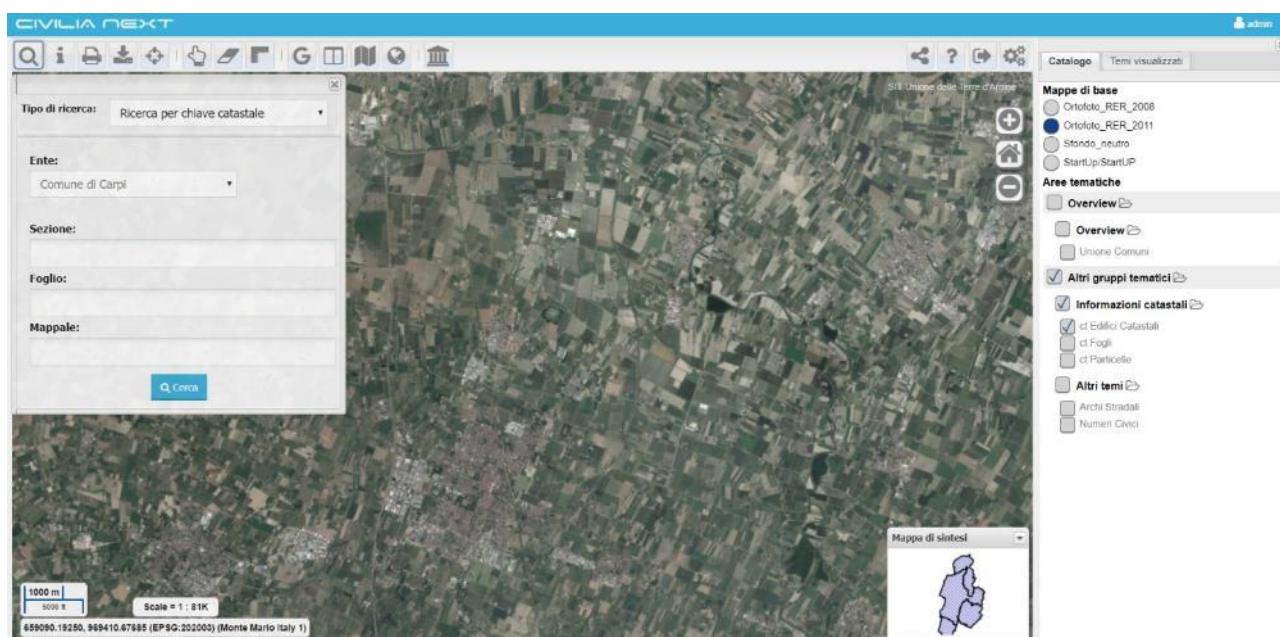 CIVILIA NEXT
admin
Tipo di ricerca:
Ricerca per chiave catastale
Ente:
Comune di Carpi
Sezione:
Foglio:
Mappale:
Cerca
SIT Unione delle Terre d'Argine
Mappa di sintesi
1000 m
5000 ft
Scale = 1 : 81K
659090.19250, 969410.67685 (EPSG:202003) (Monte Mario Italy 1)
Catalogo
Temi visualizzati
Mappe di base
Ortofoto_RER_2008
Ortofoto_RER_2011
Sfondo_neutro
StartUp/StartUP
Aree tematiche
Overview
Overview
Unione Comuni
Altri gruppi tematici
Informazioni catastali
ct Edifici Catastali
ct Fogli
ct Particelle
Altri temi
Archi Stradali
Numeri Civici